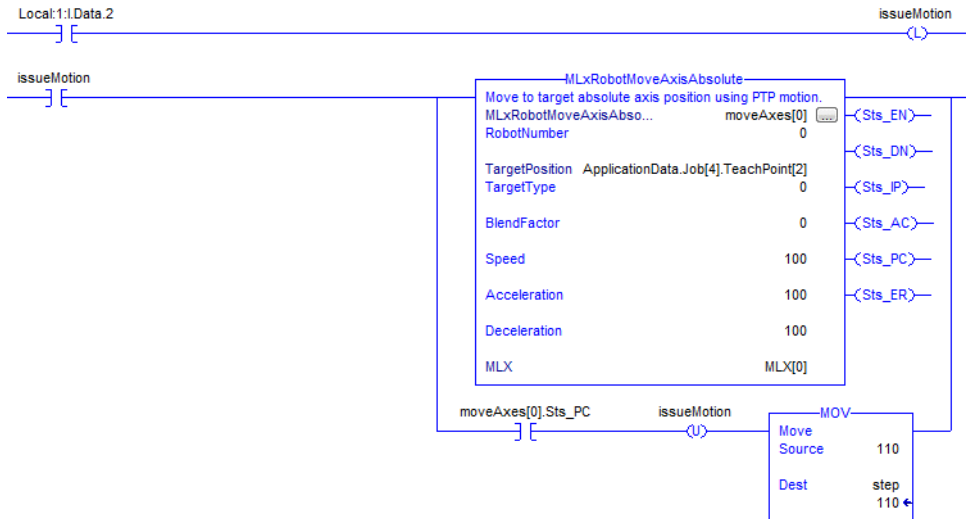 Local:1:I.Data.2 issueMotion
L
issueMotion
MLxRobotMoveAxisAbsolute
Move to target absolute axis position using PTP motion.
MLxRobotMoveAxisAbso... moveAxes[0] ... Sts_EN
RobotNumber 0
Sts_DN
TargetPosition ApplicationData.Job[4].TeachPoint[2]
TargetType 0 Sts_IP
BlendFactor 0 Sts_AC
Speed 100 Sts_PC
Acceleration 100 Sts_ER
Deceleration 100
MLX MLX[0]
moveAxes[0].Sts_PC issueMotion MOV
U
Move
Source 110
Dest step
110